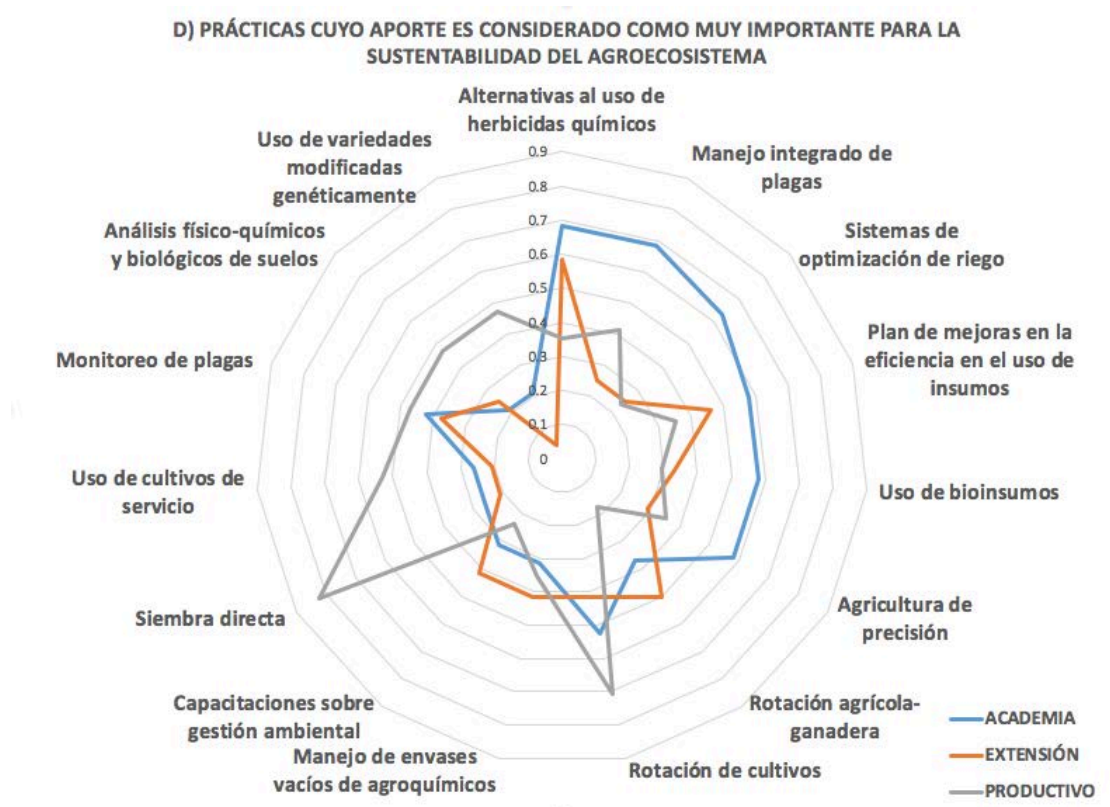 D) PRÁCTICAS CUYO APORTE ES CONSIDERADO COMO MUY IMPORTANTE PARA LA
SUSTENTABILIDAD DEL AGROECOSISTEMA
Alternativas al uso de
herbicidas químicos
Manejo integrado de
plagas
Sistemas de
optimización de riego
Plan de mejoras en la
eficiencia en el uso de
insumos
Uso de bioinsumos
Agricultura de
precisión
Rotación agrícola-
ganadera
Rotación de cultivos
Manejo de envases
vacíos de agroquímicos
Capacitaciones sobre
gestión ambiental
Siembra directa
Uso de cultivos de
servicio
Monitoreo de plagas
Análisis físico-químicos
y biológicos de suelos
Uso de variedades
modificadas
genéticamente
0.9
0.8
0.7
0.6
0.5
0.4
0.3
0.2
0.1
0
ACADEMIA
EXTENSIÓN
PRODUCTIVO